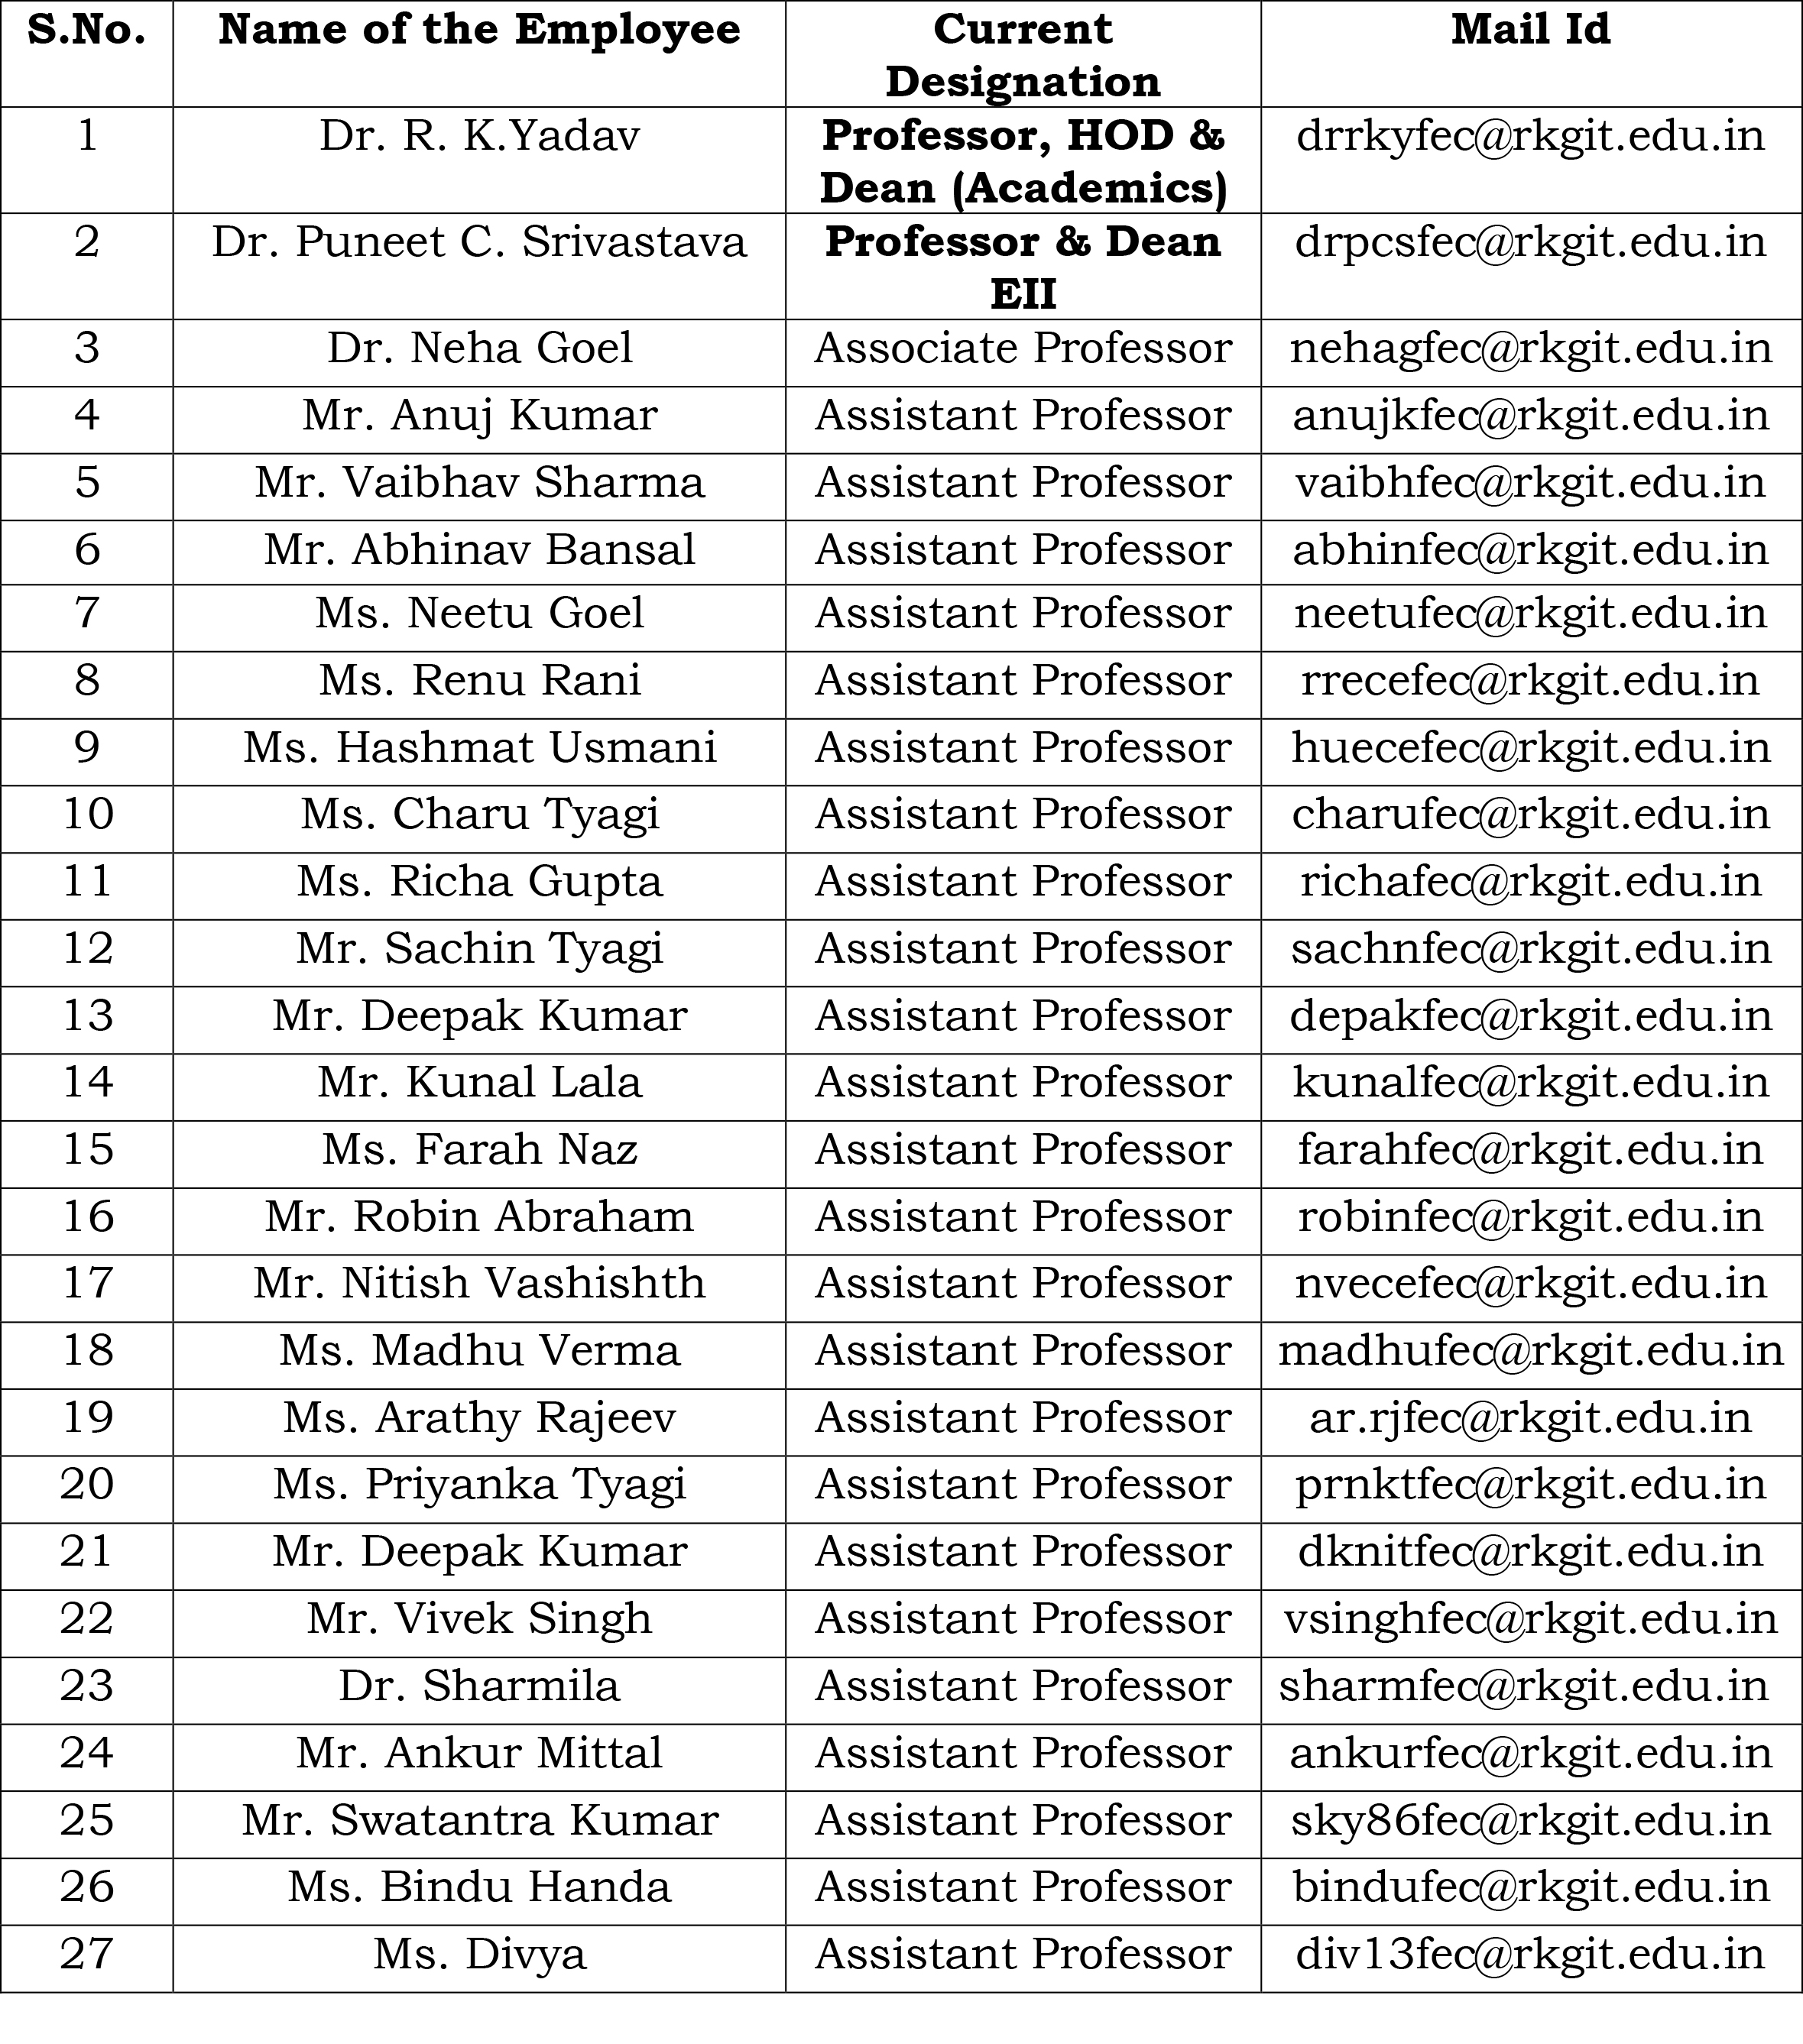 S.No. Name of the Employee Current Designation Mail Id
1 Dr. R. K.Yadav Professor, HOD & Dean (Academics) drrkyfec@rkgit.edu.in
2 Dr. Puneet C. Srivastava Professor & Dean EII drpcsfec@rkgit.edu.in
3 Dr. Neha Goel Associate Professor nehagfec@rkgit.edu.in
4 Mr. Anuj Kumar Assistant Professor anujkfec@rkgit.edu.in
5 Mr. Vaibhav Sharma Assistant Professor vaibhfec@rkgit.edu.in
6 Mr. Abhinav Bansal Assistant Professor abhinfec@rkgit.edu.in
7 Ms. Neetu Goel Assistant Professor neetufec@rkgit.edu.in
8 Ms. Renu Rani Assistant Professor rrecefec@rkgit.edu.in
9 Ms. Hashmat Usmani Assistant Professor huecefec@rkgit.edu.in
10 Ms. Charu Tyagi Assistant Professor charufec@rkgit.edu.in
11 Ms. Richa Gupta Assistant Professor richafec@rkgit.edu.in
12 Mr. Sachin Tyagi Assistant Professor sachnfec@rkgit.edu.in
13 Mr. Deepak Kumar Assistant Professor depakfec@rkgit.edu.in
14 Mr. Kunal Lala Assistant Professor kunalfec@rkgit.edu.in
15 Ms. Farah Naz Assistant Professor farahfec@rkgit.edu.in
16 Mr. Robin Abraham Assistant Professor robinfec@rkgit.edu.in
17 Mr. Nitish Vashishth Assistant Professor nvecefec@rkgit.edu.in
18 Ms. Madhu Verma Assistant Professor madhufec@rkgit.edu.in
19 Ms. Arathy Rajeev Assistant Professor ar.rjfec@rkgit.edu.in
20 Ms. Priyanka Tyagi Assistant Professor prnktfec@rkgit.edu.in
21 Mr. Deepak Kumar Assistant Professor dknitfec@rkgit.edu.in
22 Mr. Vivek Singh Assistant Professor vsinghfec@rkgit.edu.in
23 Dr. Sharmila Assistant Professor sharmfec@rkgit.edu.in
24 Mr. Ankur Mittal Assistant Professor ankurfec@rkgit.edu.in
25 Mr. Swatantra Kumar Assistant Professor sky86fec@rkgit.edu.in
26 Ms. Bindu Handa Assistant Professor bindufec@rkgit.edu.in
27 Ms. Divya Assistant Professor div13fec@rkgit.edu.in